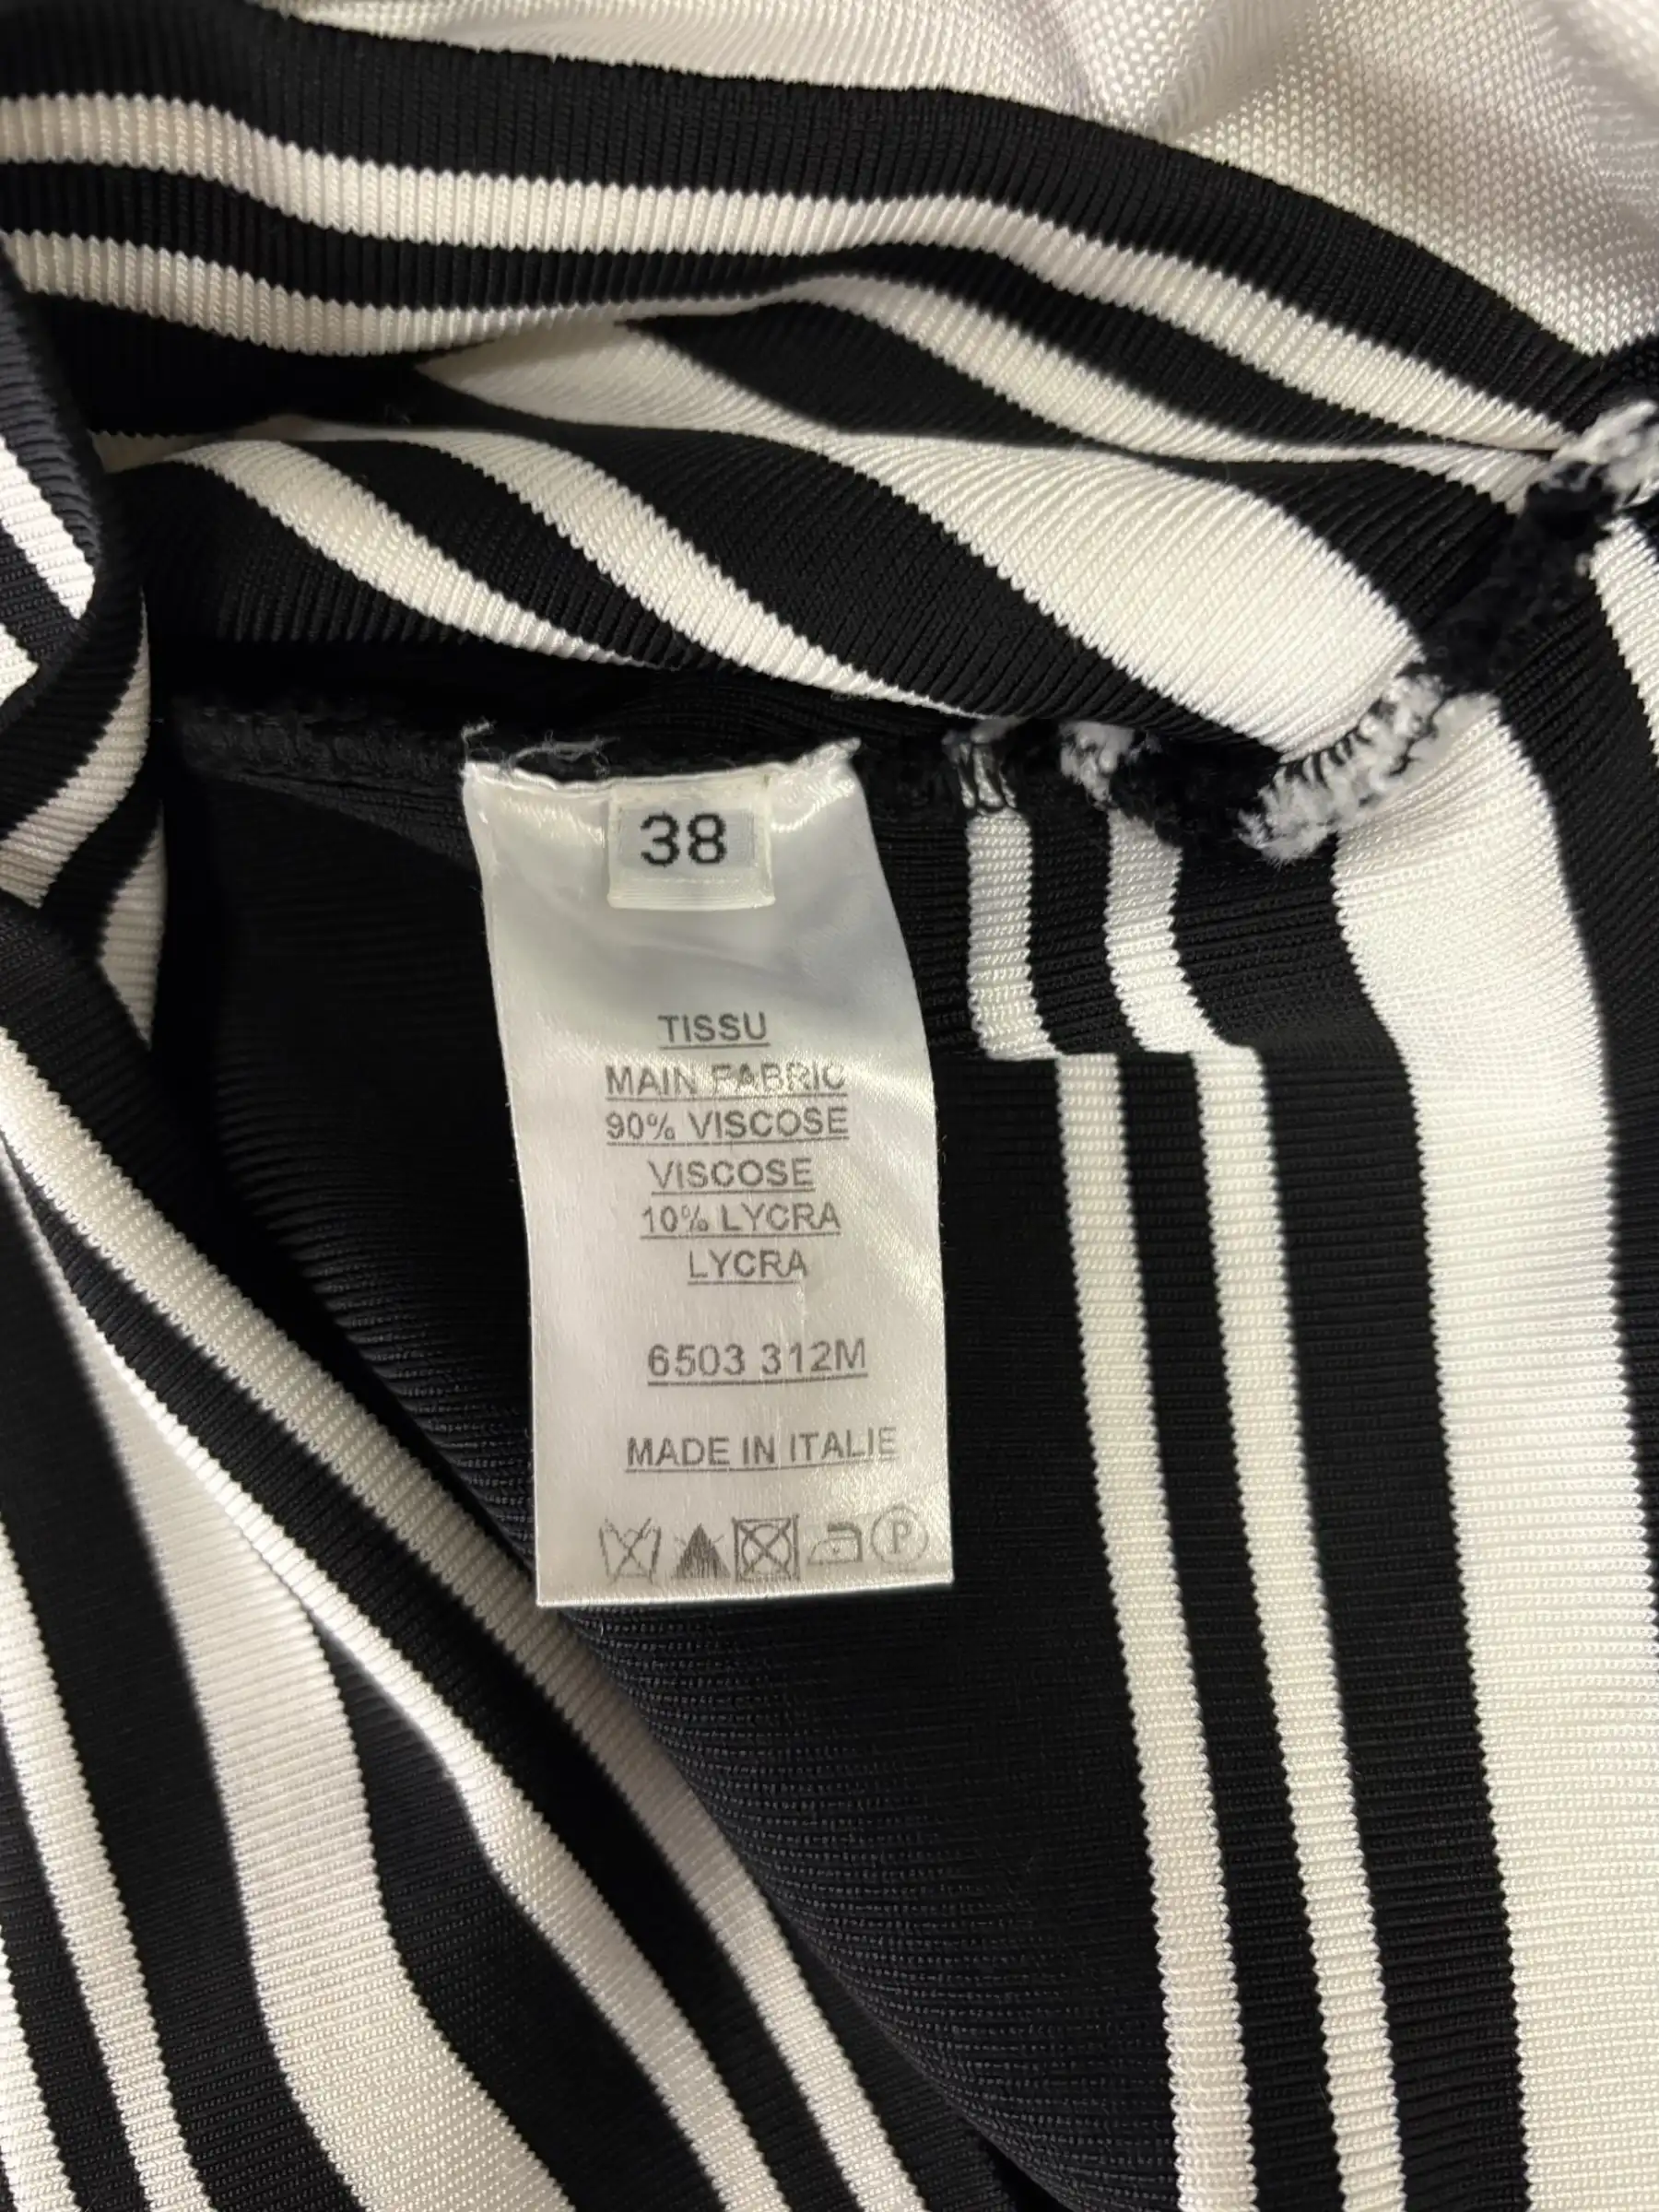 38
TISSU
MAIN FABRIC
90% VISCOSE
VISCOSE
10% LYCRA
LYCRA
6503 312M
MADE IN ITALIE
P